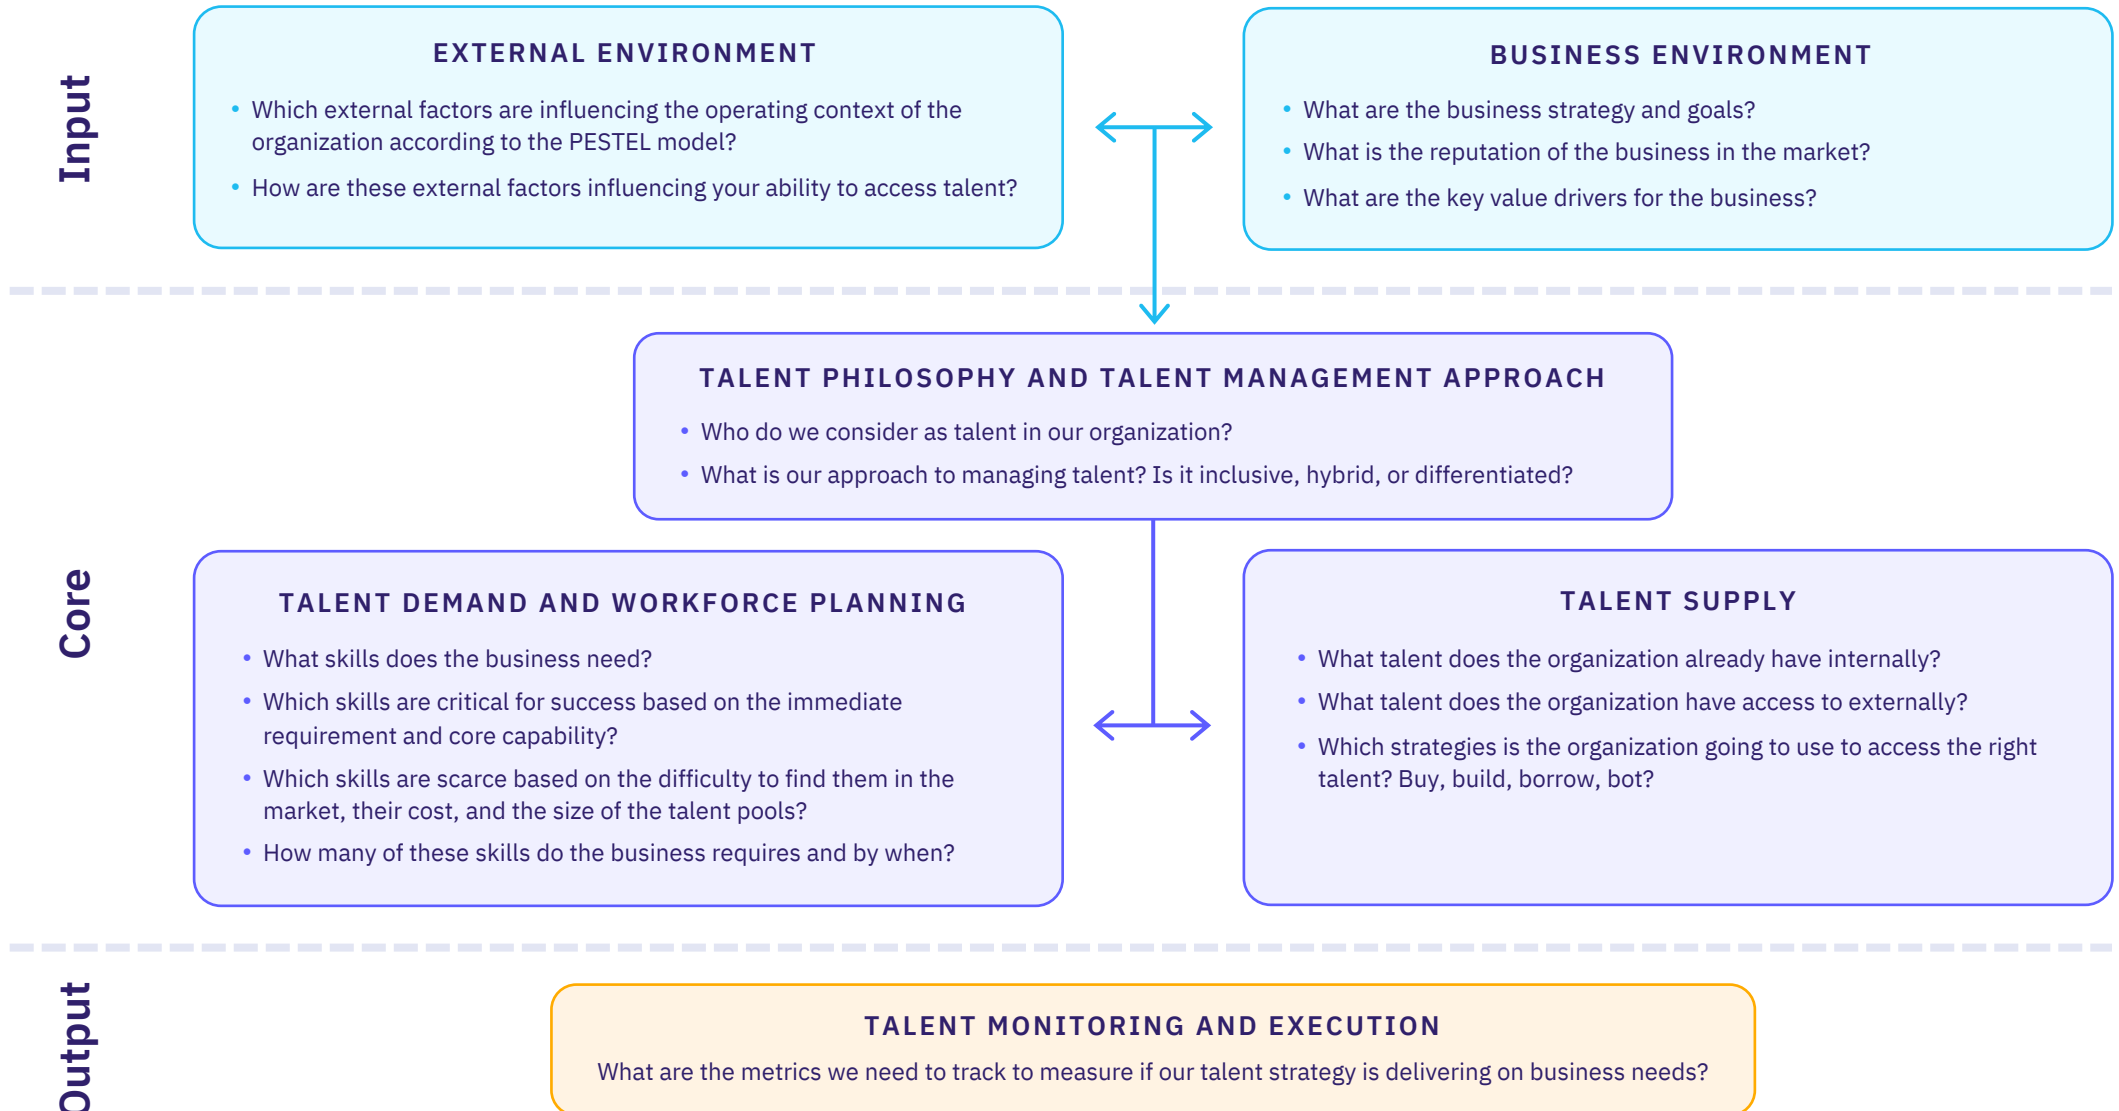 Input
EXTERNAL ENVIRONMENT
• Which external factors are influencing the operating context of the
organization according to the PESTEL model?
• How are these external factors influencing your ability to access talent?
BUSINESS ENVIRONMENT
• What are the business strategy and goals?
• What is the reputation of the business in the market?
• What are the key value drivers for the business?
Core
TALENT PHILOSOPHY AND TALENT MANAGEMENT APPROACH
• Who do we consider as talent in our organization?
• What is our approach to managing talent? Is it inclusive, hybrid, or differentiated?
TALENT DEMAND AND WORKFORCE PLANNING
• What skills does the business need?
• Which skills are critical for success based on the immediate
requirement and core capability?
• Which skills are scarce based on the difficulty to find them in the
market, their cost, and the size of the talent pools?
• How many of these skills do the business requires and by when?
TALENT SUPPLY
• What talent does the organization already have internally?
• What talent does the organization have access to externally?
• Which strategies is the organization going to use to access the right
talent? Buy, build, borrow, bot?
Output
TALENT MONITORING AND EXECUTION
What are the metrics we need to track to measure if our talent strategy is delivering on business needs?